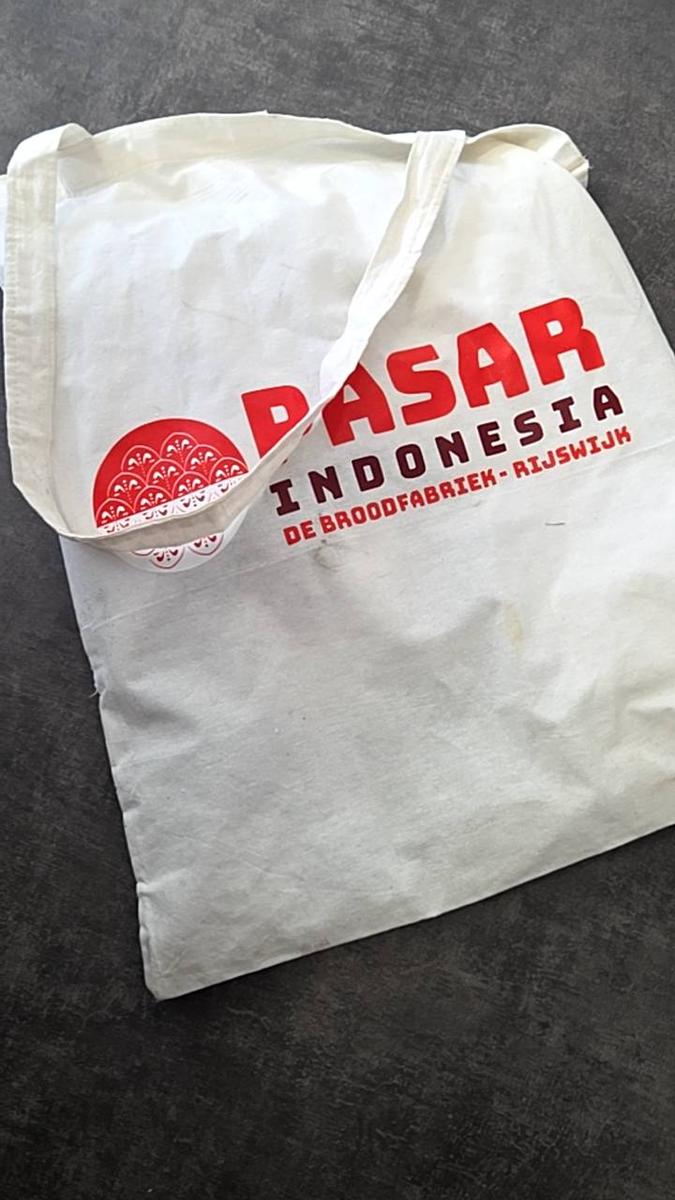 PASAR
INDONESIA
DE BROODFABRIEK - RIJSWIJK